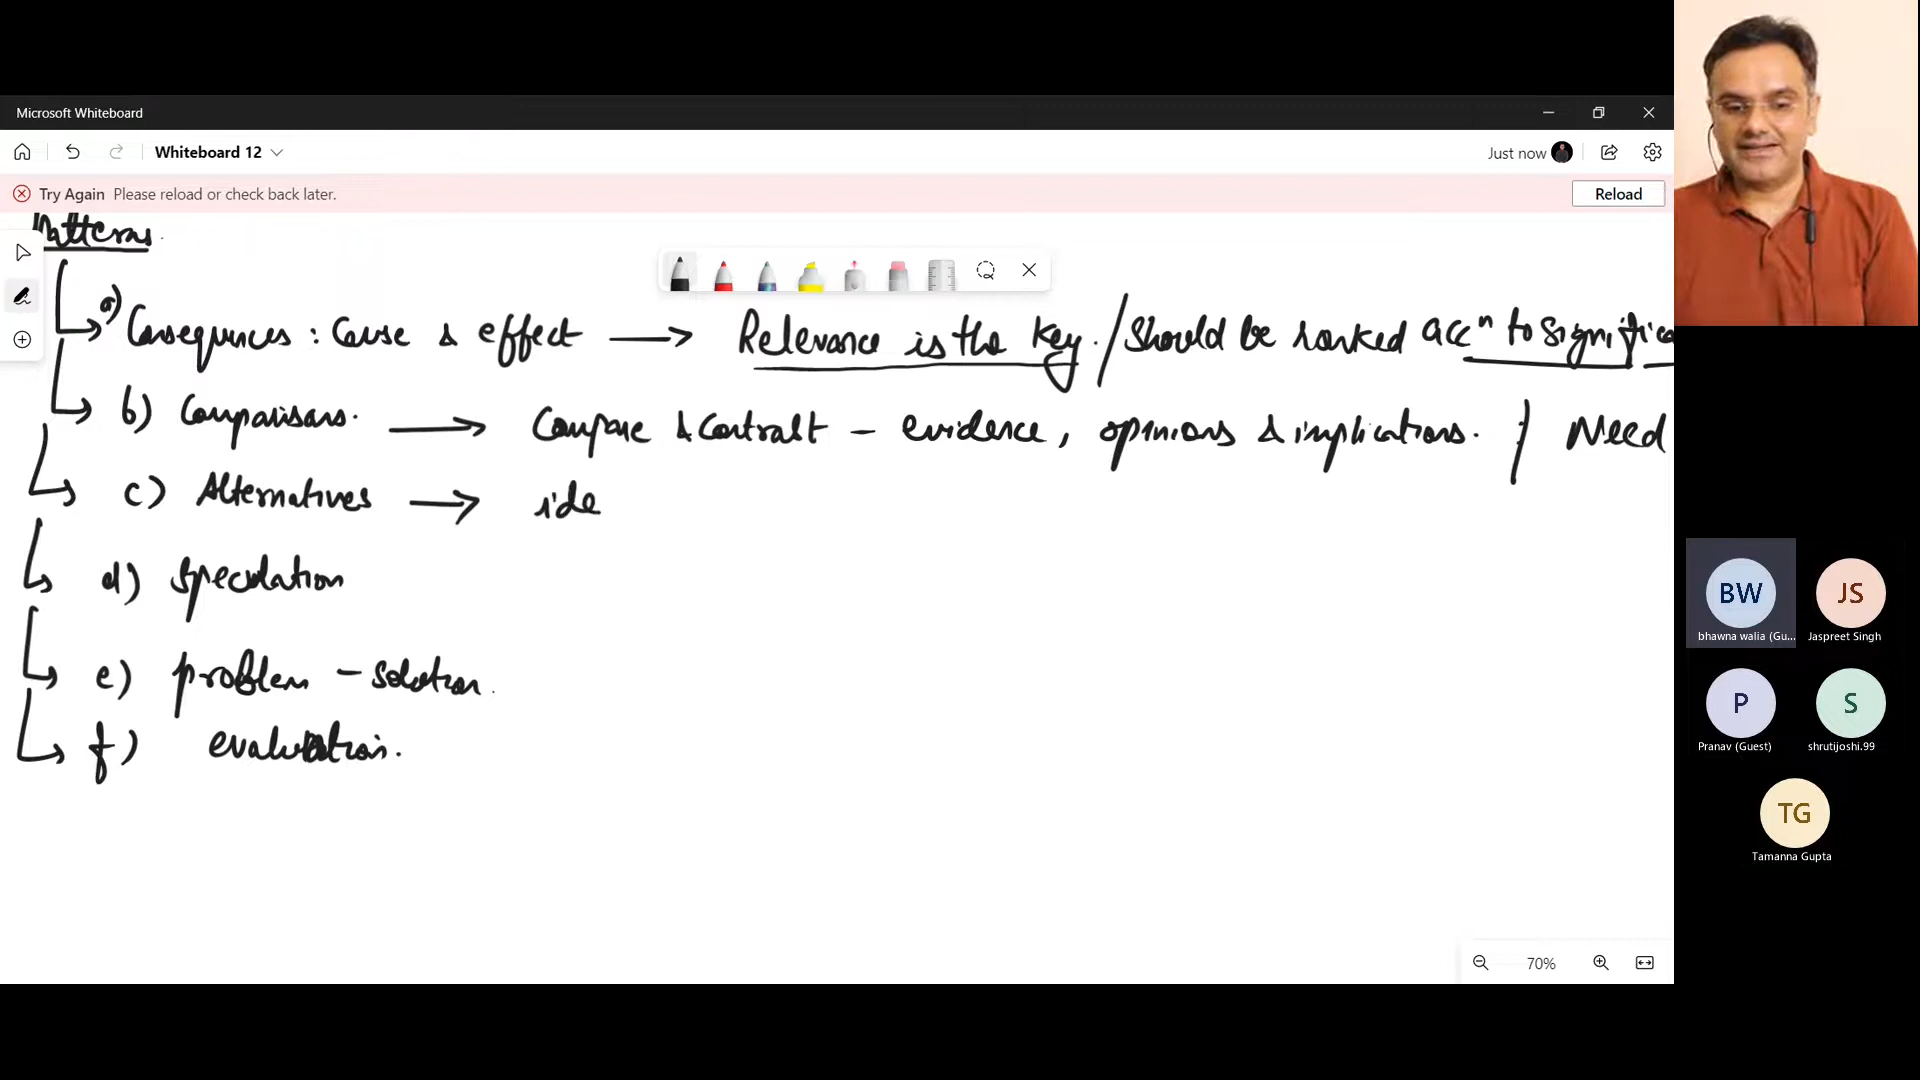 Microsoft Whiteboard
Whiteboard 12
Just now
Try Again Please reload or check back later.
Reload
Patterns.
a) Consequences : Cause & effect → Relevance is the key. / Should be ranked accⁿ to significa
b) Comparisons. → Compare & Contrast - evidence, opinions & implications. / Need
c) Alternatives → ide
d) Speculation
e) problem - solution.
f) evaluation.
70%
BW
bhawna walia (Gu...
JS
Jaspreet Singh
P
Pranav (Guest)
S
shrutijoshi.99
TG
Tamanna Gupta